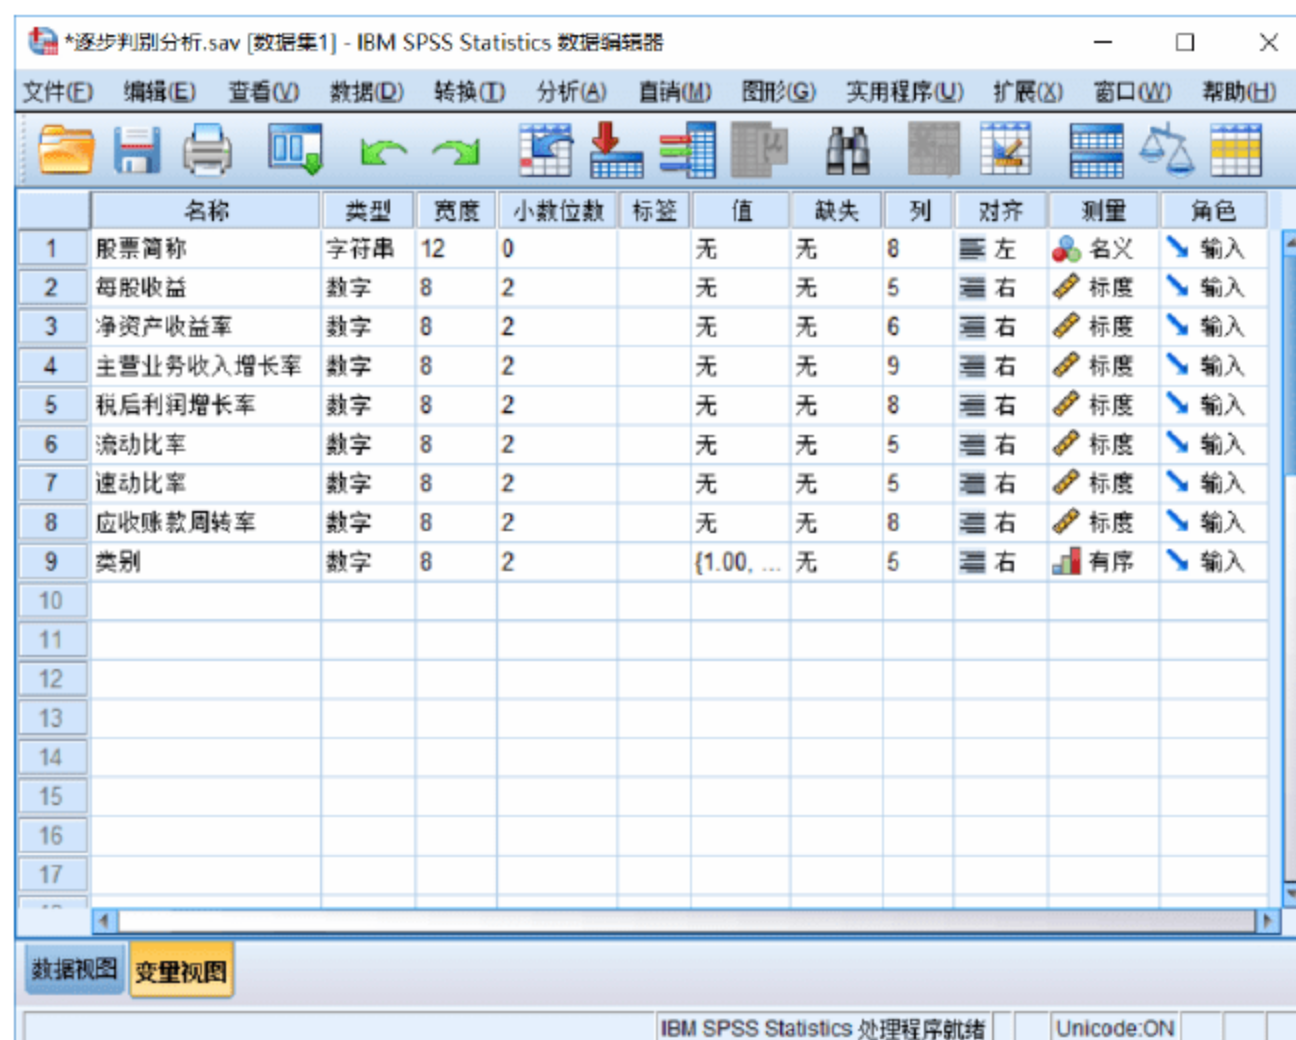 *逐步判别分析.sav [数据集1] - IBM SPSS Statistics 数据编辑器
文件(F) 编辑(E) 查看(V) 数据(D) 转换(T) 分析(A) 直销(M) 图形(G) 实用程序(U) 扩展(X) 窗口(W) 帮助(H)
名称 类型 宽度 小数位数 标签 值 缺失 列 对齐 测量 角色
1 股票简称 字符串 12 0 无 无 8 左 名义 输入
2 每股收益 数字 8 2 无 无 5 右 标度 输入
3 净资产收益率 数字 8 2 无 无 6 右 标度 输入
4 主营业务收入增长率 数字 8 2 无 无 9 右 标度 输入
5 税后利润增长率 数字 8 2 无 无 8 右 标度 输入
6 流动比率 数字 8 2 无 无 5 右 标度 输入
7 速动比率 数字 8 2 无 无 5 右 标度 输入
8 应收账款周转率 数字 8 2 无 无 8 右 标度 输入
9 类别 数字 8 2 {1.00, ... 无 5 右 有序 输入
10
11
12
13
14
15
16
17
数据视图 变量视图
IBM SPSS Statistics 处理程序就绪 Unicode:ON